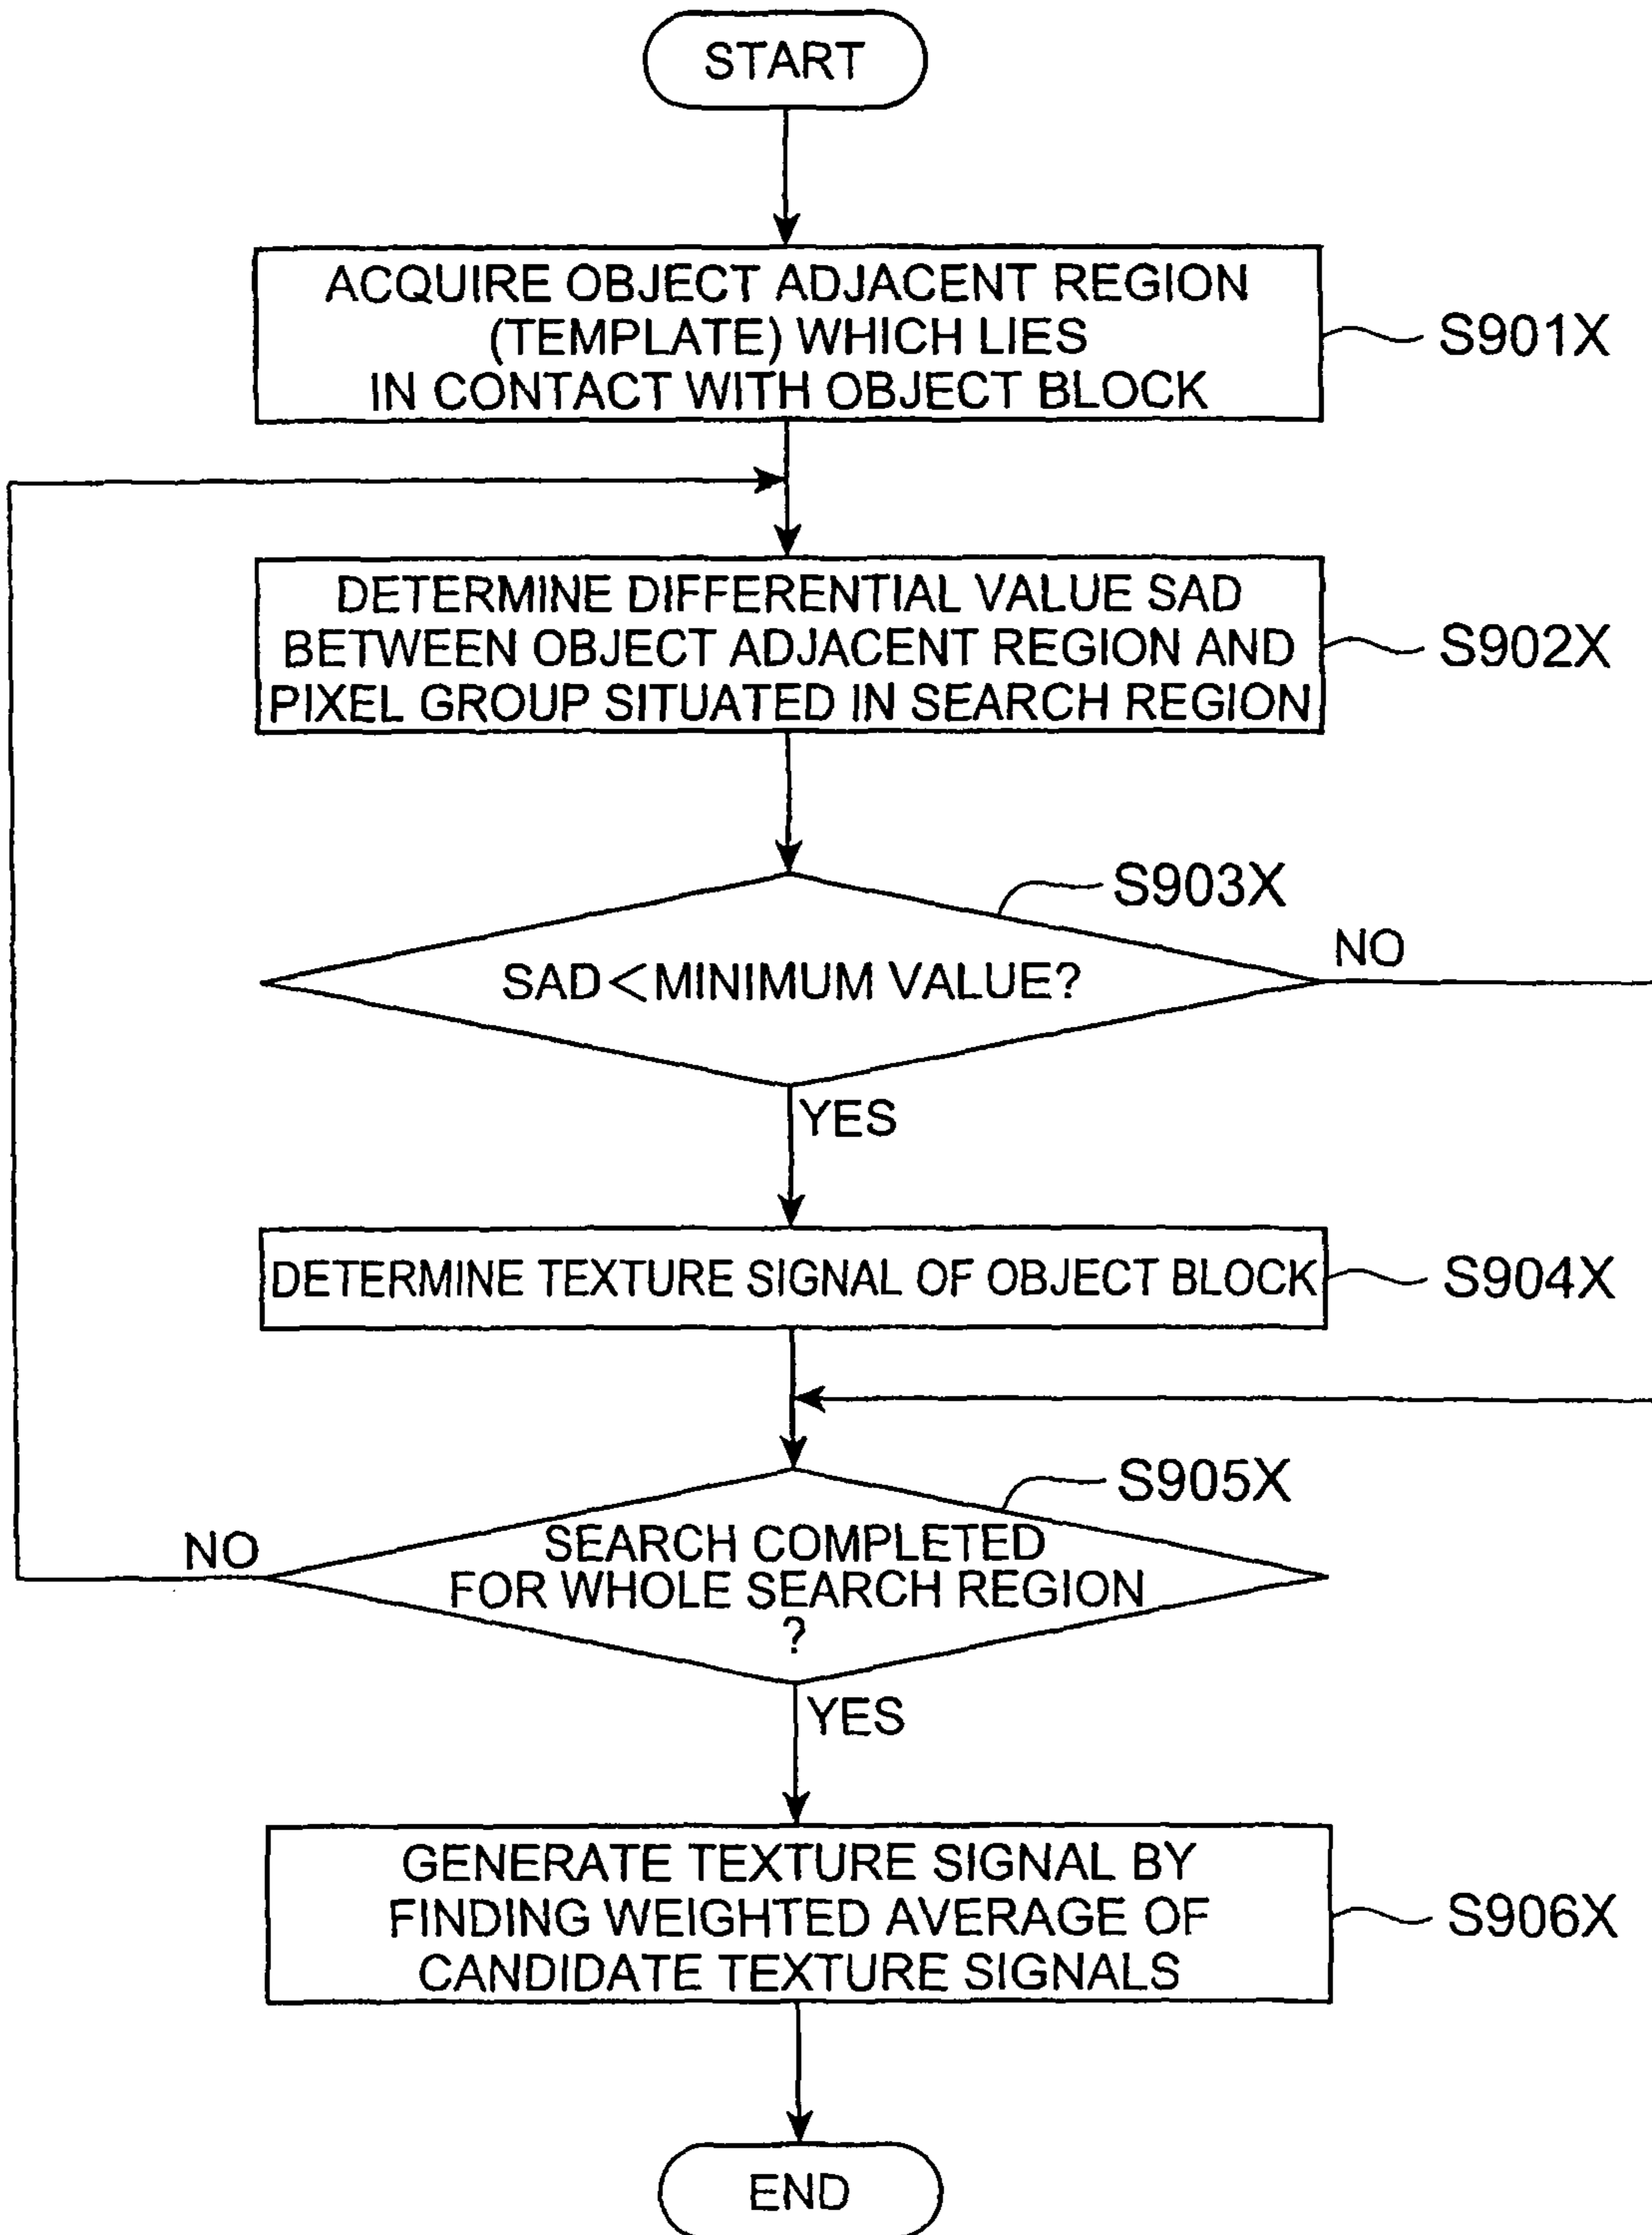 START
ACQUIRE OBJECT ADJACENT REGION
(TEMPLATE) WHICH LIES
IN CONTACT WITH OBJECT BLOCK
S901X
DETERMINE DIFFERENTIAL VALUE SAD
BETWEEN OBJECT ADJACENT REGION AND
PIXEL GROUP SITUATED IN SEARCH REGION
S902X
S903X
SAD<MINIMUM VALUE?
NO
YES
DETERMINE TEXTURE SIGNAL OF OBJECT BLOCK
S904X
S905X
SEARCH COMPLETED
FOR WHOLE SEARCH REGION
?
NO
YES
GENERATE TEXTURE SIGNAL BY
FINDING WEIGHTED AVERAGE OF
CANDIDATE TEXTURE SIGNALS
S906X
END